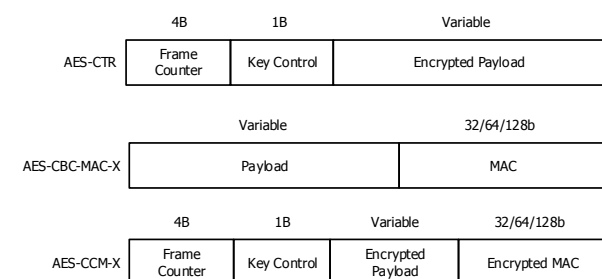 4B 1B Variable
AES-CTR Frame Counter Key Control Encrypted Payload
Variable 32/64/128b
AES-CBC-MAC-X Payload MAC
4B 1B Variable 32/64/128b
AES-CCM-X Frame Counter Key Control Encrypted Payload Encrypted MAC